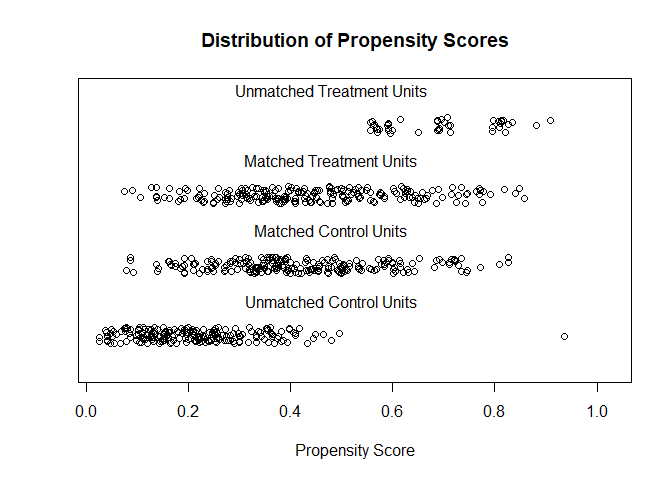 Distribution of Propensity Scores
Unmatched Treatment Units
Matched Treatment Units
Matched Control Units
Unmatched Control Units
0.0 0.2 0.4 0.6 0.8 1.0
Propensity Score